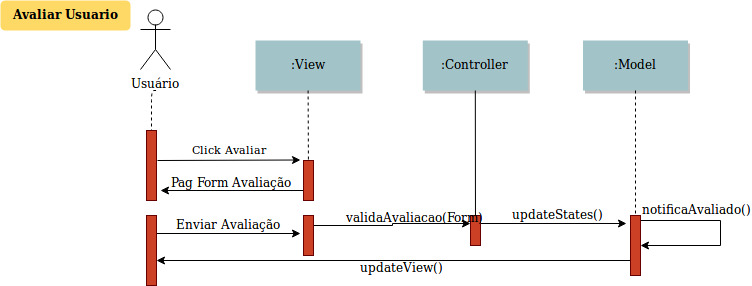 Avaliar Usuario
Usuário
:View
:Controller
:Model
Click Avaliar
Pag Form Avaliação
Enviar Avaliação
validaAvaliacao(Form)
updateStates()
notificaAvaliado()
updateView()